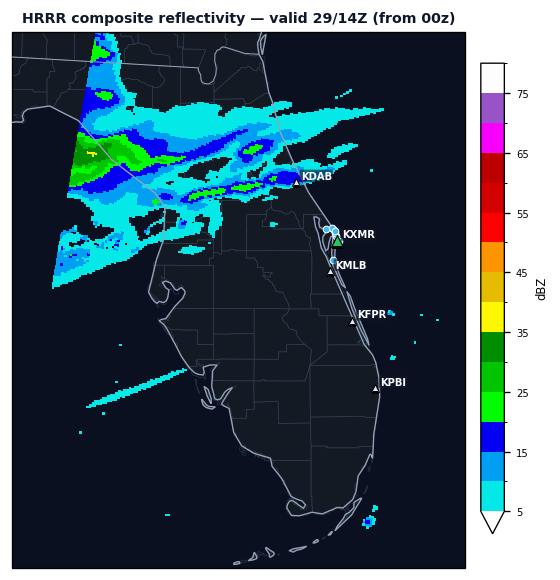 HRRR composite reflectivity — valid 29/14Z (from 00z)
KDAB
KXMR
KMLB
KFPR
KPBI
75
65
55
45
35
25
15
5
dBZ